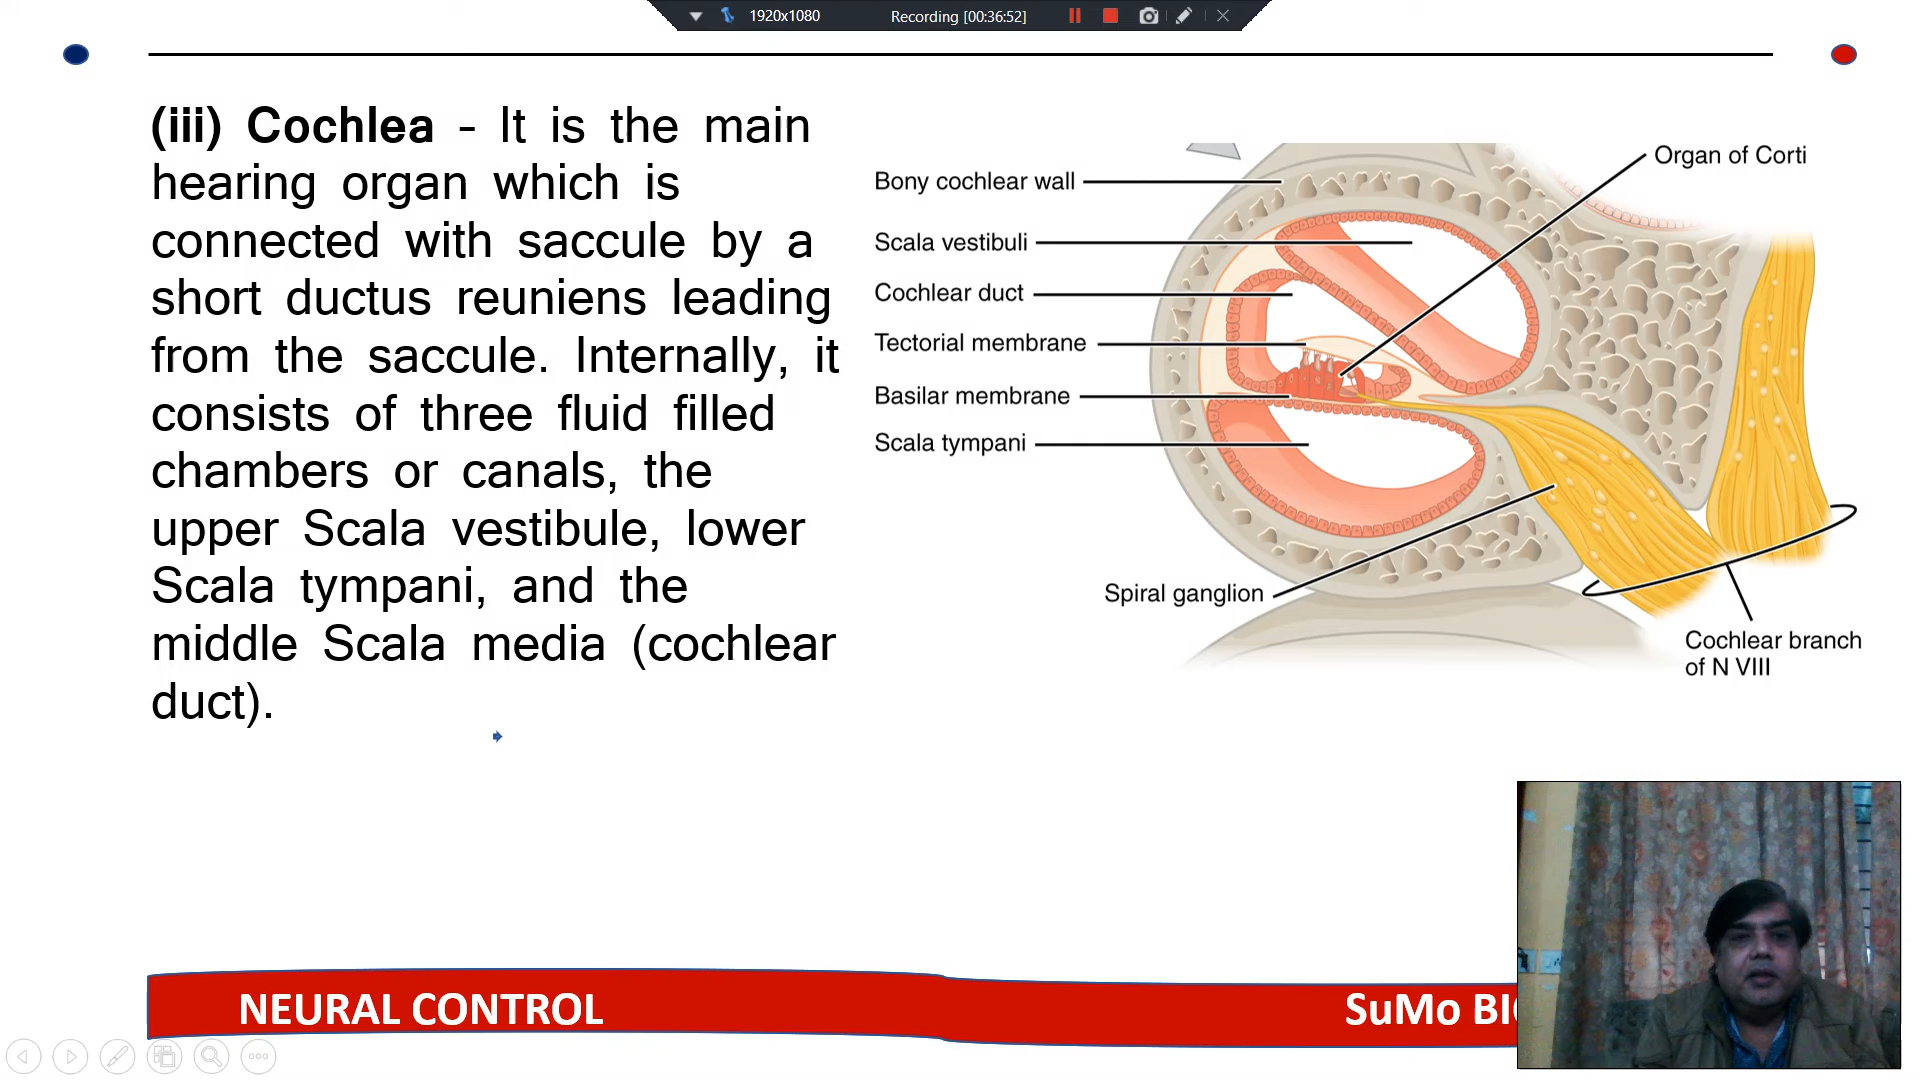 1920x1080 Recording [00:36:52]
(iii) Cochlea - It is the main
hearing organ which is
connected with saccule by a
short ductus reuniens leading
from the saccule. Internally, it
consists of three fluid filled
chambers or canals, the
upper Scala vestibule, lower
Scala tympani, and the
middle Scala media (cochlear
duct).
Organ of Corti
Bony cochlear wall
Scala vestibuli
Cochlear duct
Tectorial membrane
Basilar membrane
Scala tympani
Spiral ganglion
Cochlear branch
of N VIII
NEURAL CONTROL
SuMo